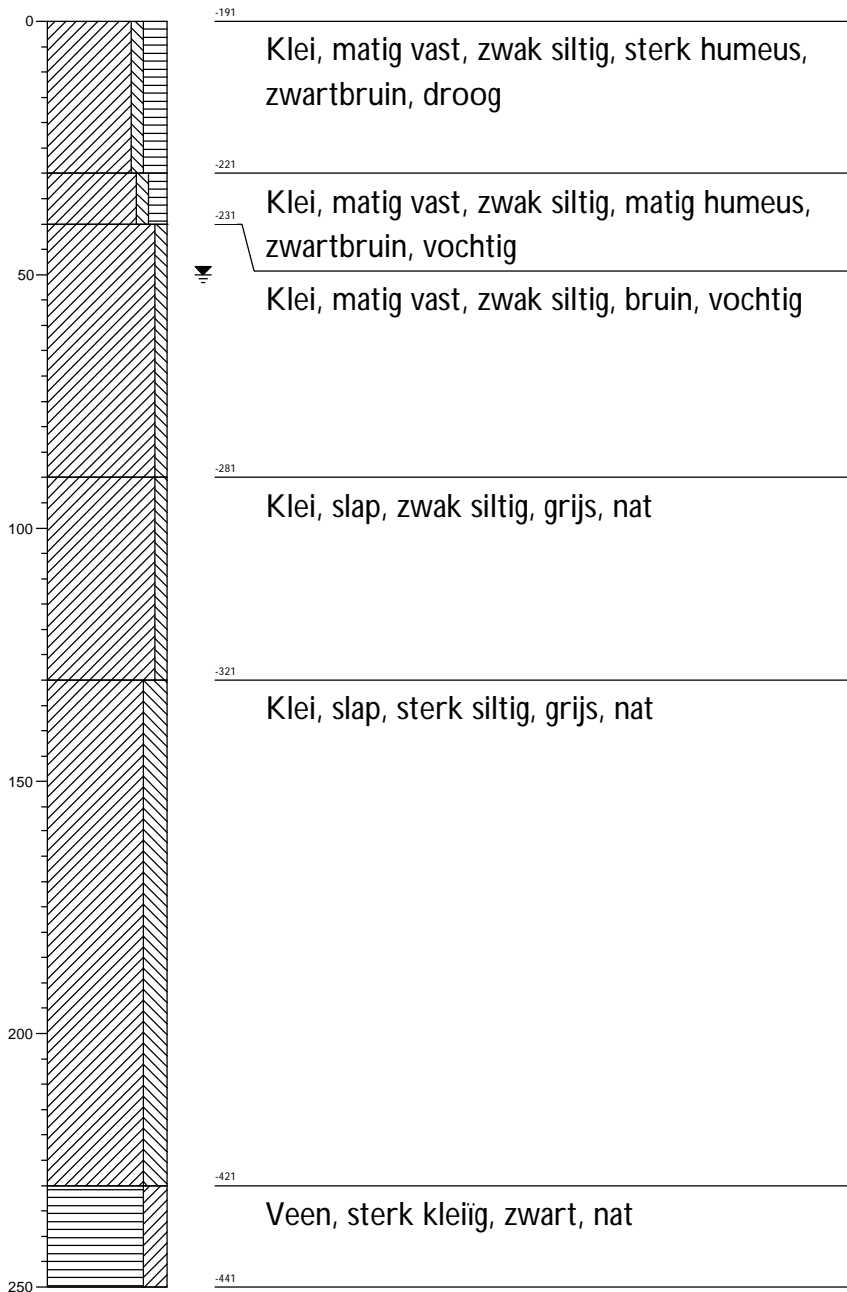 0
-191
Klei, matig vast, zwak siltig, sterk humeus,
zwartbruin, droog
-221
Klei, matig vast, zwak siltig, matig humeus,
-231
zwartbruin, vochtig
50
Klei, matig vast, zwak siltig, bruin, vochtig
-281
Klei, slap, zwak siltig, grijs, nat
100
-321
Klei, slap, sterk siltig, grijs, nat
150
200
-421
Veen, sterk kleiïg, zwart, nat
-441
250